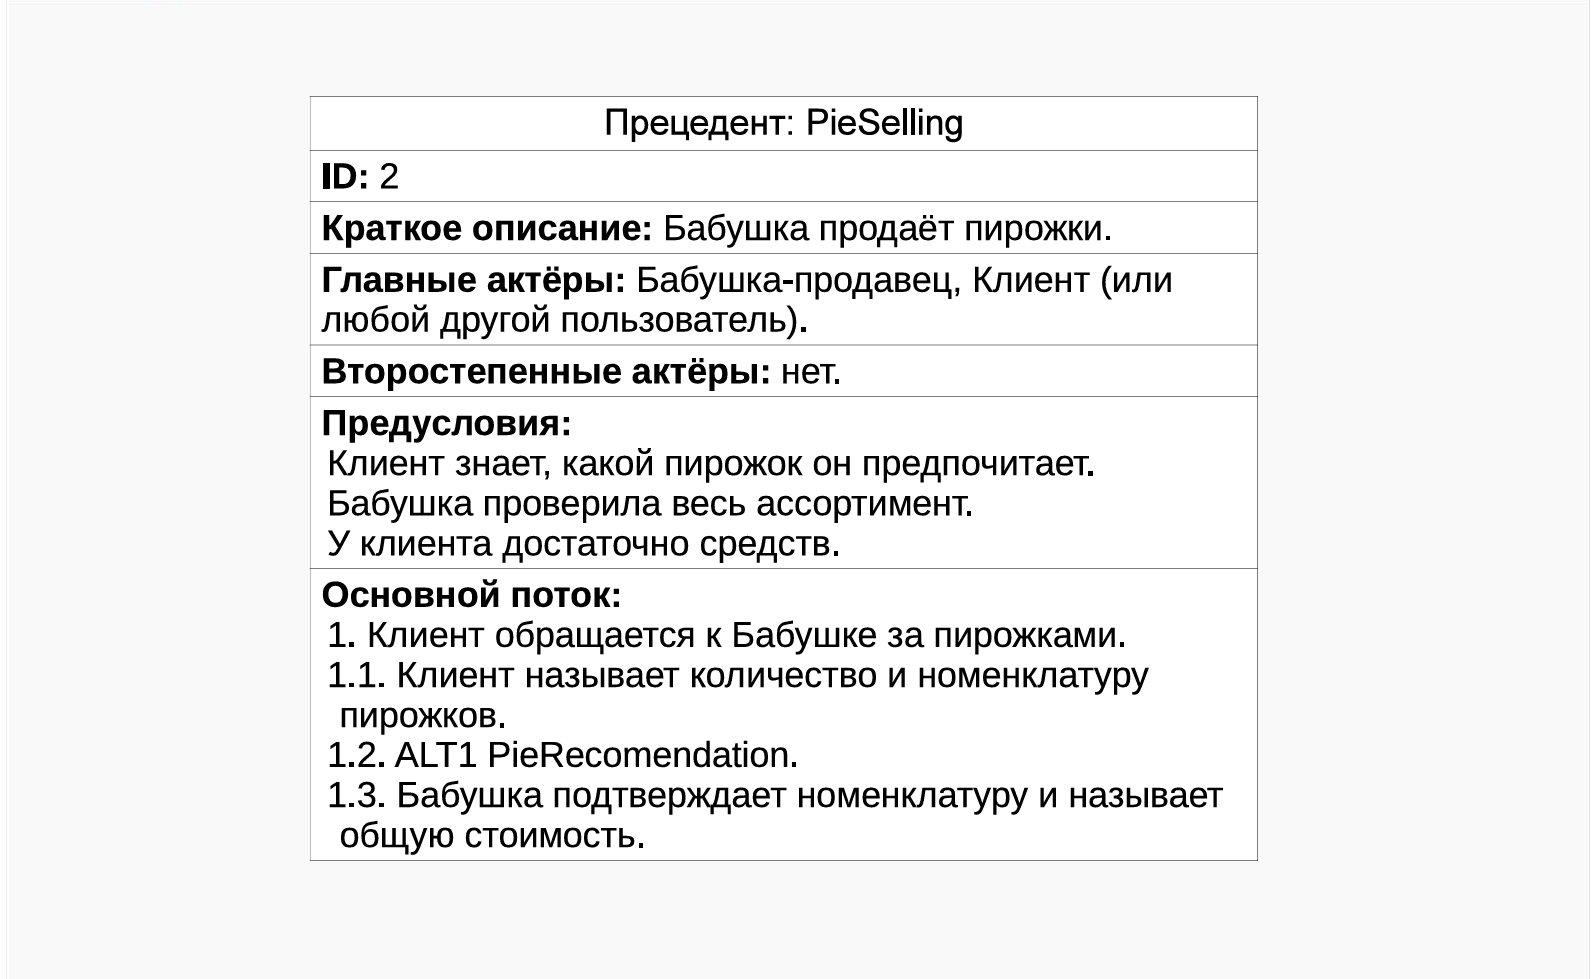 Прецедент: PieSelling
ID: 2
Краткое описание: Бабушка продаёт пирожки.
Главные актёры: Бабушка-продавец, Клиент (или
любой другой пользователь).
Второстепенные актёры: нет.
Предусловия:
Клиент знает, какой пирожок он предпочитает.
Бабушка проверила весь ассортимент.
У клиента достаточно средств.
Основной поток:
1. Клиент обращается к Бабушке за пирожками.
1.1. Клиент называет количество и номенклатуру
пирожков.
1.2. ALT1 PieRecomendation.
1.3. Бабушка подтверждает номенклатуру и называет
общую стоимость.